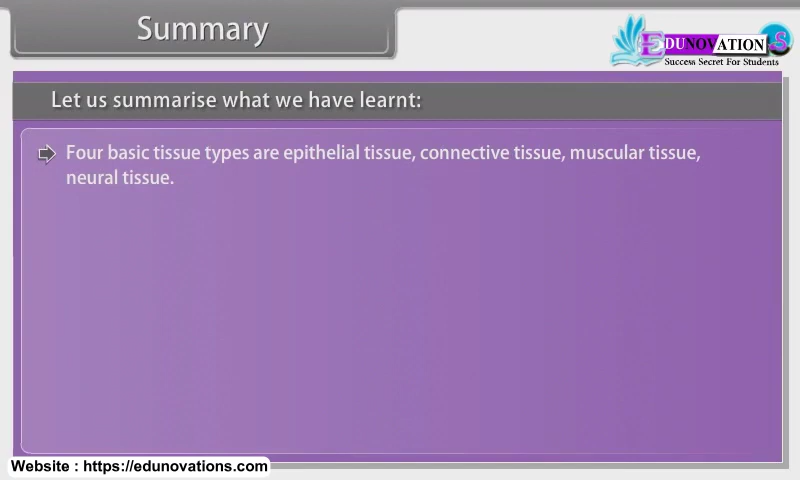 Summary
EDUNOVATION.S
Success Secret For Students
Let us summarise what we have learnt:
Four basic tissue types are epithelial tissue, connective tissue, muscular tissue,
neural tissue.
Website : https://edunovations.com